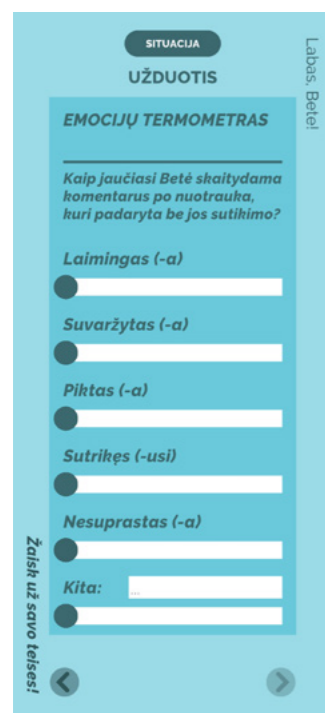 SITUACIJA
UŽDUOTIS
Labas, Bete!
EMOCIJŲ TERMOMETRAS
Kaip jaučiasi Betė skaitydama
komentarus po nuotrauka,
kuri padaryta be jos sutikimo?
Laimingas (-a)
Suvaržytas (-a)
Piktas (-a)
Sutrikęs (-usi)
Nesuprastas (-a)
Kita:
...
Žaisk už savo teises!